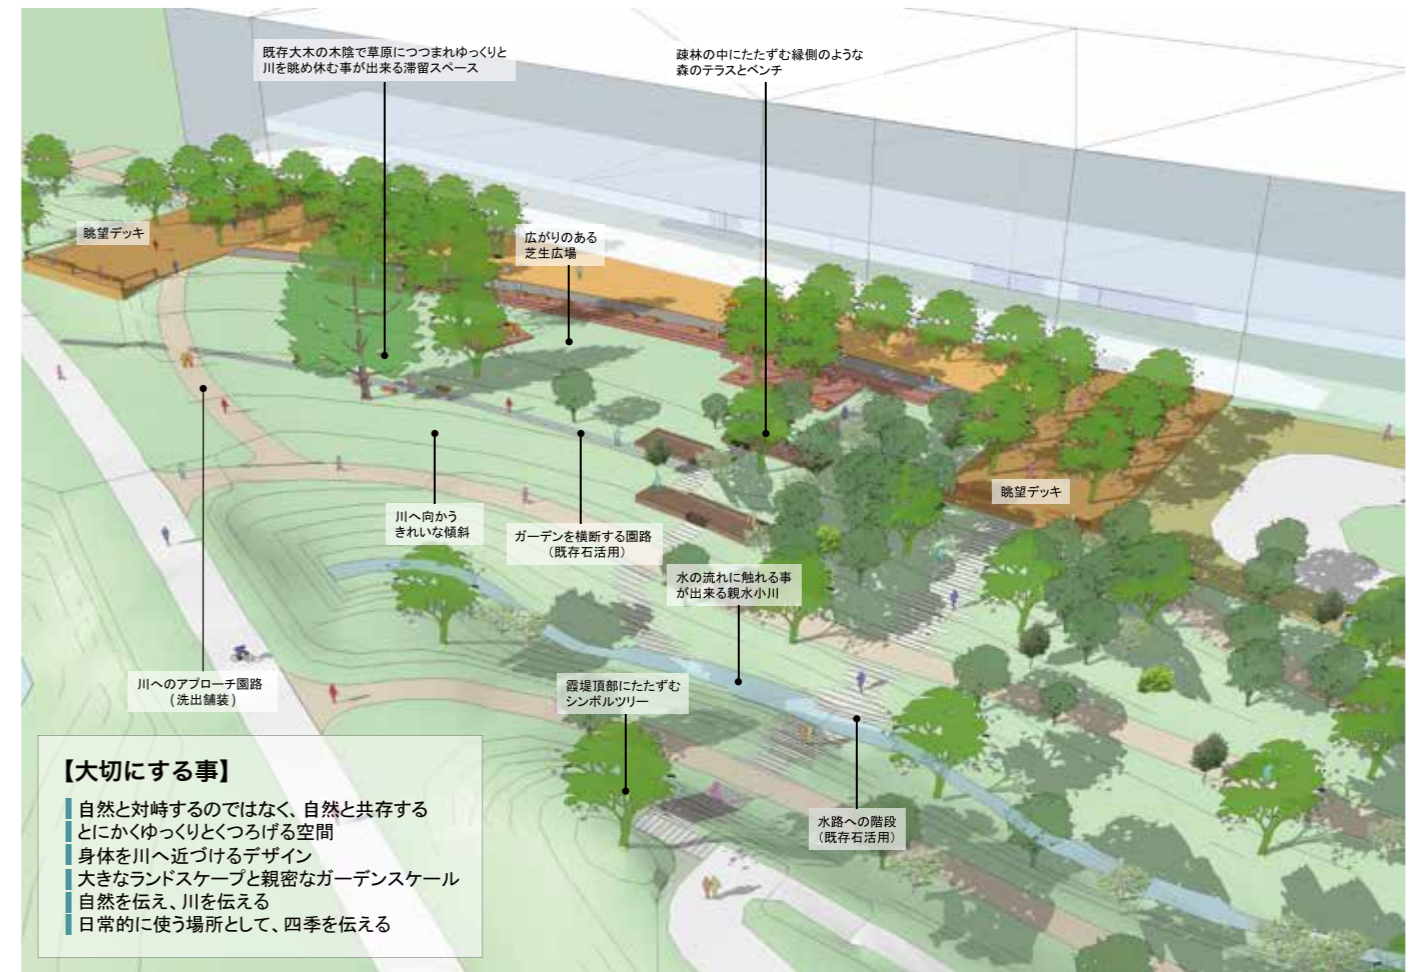 既存大木の木陰で草原につつまれゆっくりと
川を眺め休む事が出来る滞留スペース
疎林の中にたたずむ縁側のような
森のテラスとベンチ
眺望デッキ
広がりのある
芝生広場
眺望デッキ
川へ向かう
きれいな傾斜
ガーデンを横断する園路
（既存石活用）
水の流れに触れる事
が出来る親水小川
川へのアプローチ園路
（洗出舗装）
霞堤頂部にたたずむ
シンボルツリー
水路への階段
（既存石活用）
【大切にする事】
自然と対峙するのではなく、自然と共存する
とにかくゆっくりとくつろげる空間
身体を川へ近づけるデザイン
大きなランドスケープと親密なガーデンスケール
自然を伝え、川を伝える
日常的に使う場所として、四季を伝える